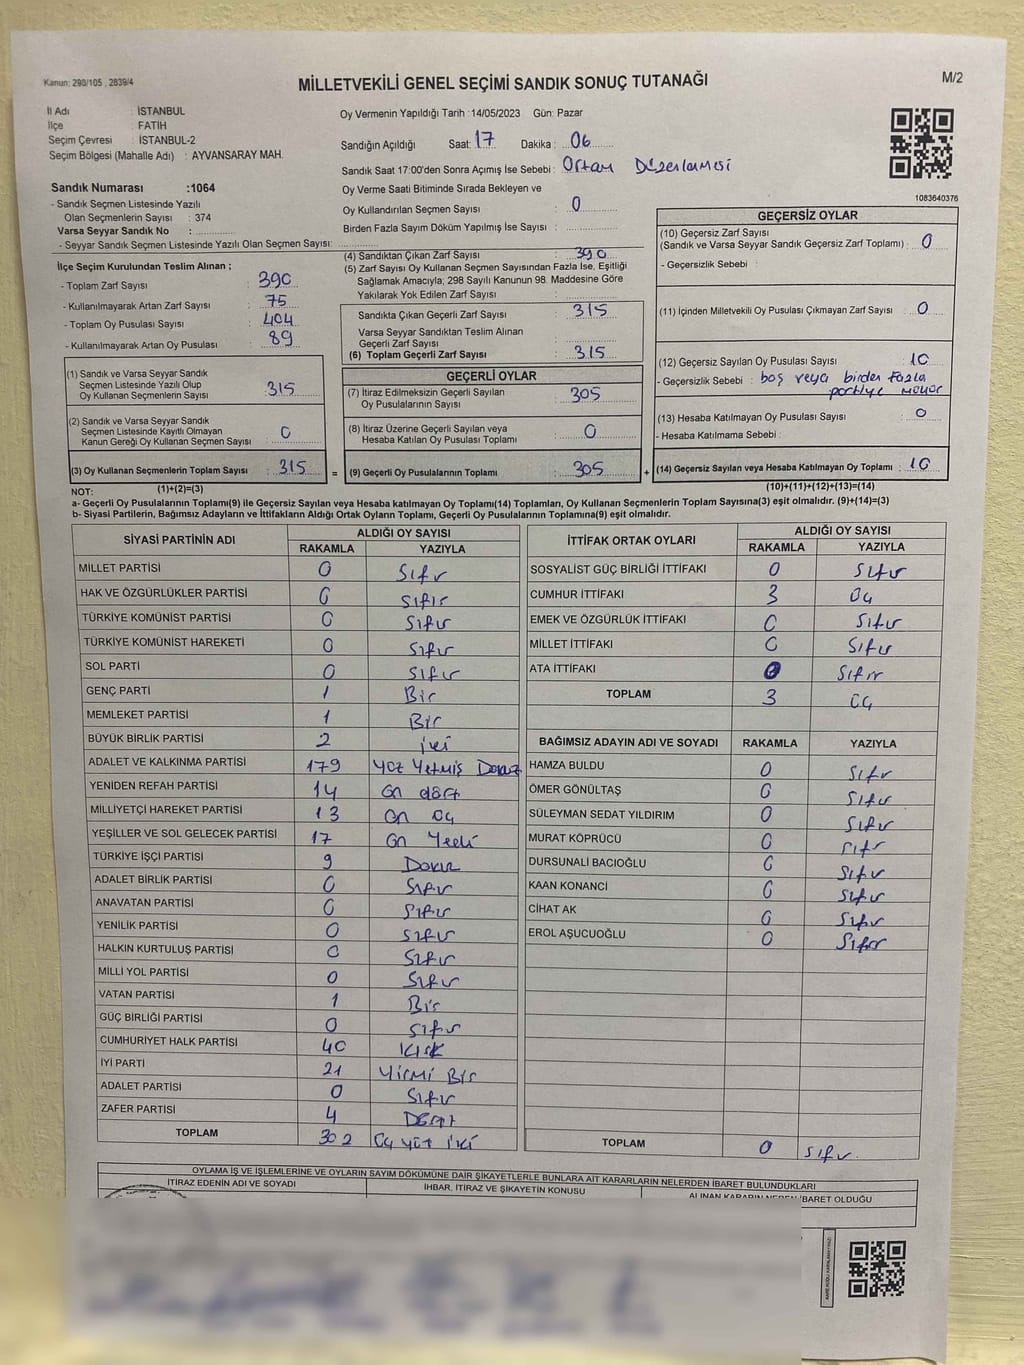 Kanun: 290/105 , 2839/4
MİLLETVEKİLİ GENEL SEÇİMİ SANDIK SONUÇ TUTANAĞI
M/2
İl Adı : İSTANBUL
İlçe : FATİH
Seçim Çevresi : İSTANBUL-2
Seçim Bölgesi (Mahalle Adı) : AYVANSARAY MAH.
Sandık Numarası :1064
- Sandık Seçmen Listesinde Yazılı
Olan Seçmenlerin Sayısı : 374
Varsa Seyyar Sandık No :
- Seyyar Sandık Seçmen Listesinde Yazılı Olan Seçmen Sayısı:
Oy Vermenin Yapıldığı Tarih :14/05/2023 Gün: Pazar
Sandığın Açıldığı Saat: 17 Dakika : 06
Sandık Saat 17:00'den Sonra Açımış İse Sebebi : Ortam Düzenlemesi
Oy Verme Saati Bitiminde Sırada Bekleyen ve
Oy Kullandırılan Seçmen Sayısı : 0
Birden Fazla Sayım Döküm Yapılmış İse Sayısı :
1083640376
İlçe Seçim Kurulundan Teslim Alınan ;
- Toplam Zarf Sayısı : 390
- Kullanılmayarak Artan Zarf Sayısı : 75
- Toplam Oy Pusulası Sayısı : 404
- Kullanılmayarak Artan Oy Pusulası : 89
(4) Sandıktan Çıkan Zarf Sayısı : 390
(5) Zarf Sayısı Oy Kullanan Seçmen Sayısından Fazla İse, Eşitliği
Sağlamak Amacıyla; 298 Sayılı Kanunun 98. Maddesine Göre
Yakılarak Yok Edilen Zarf Sayısı :
Sandıkta Çıkan Geçerli Zarf Sayısı : 315
Varsa Seyyar Sandıktan Teslim Alınan
Geçerli Zarf Sayısı :
(6) Toplam Geçerli Zarf Sayısı : 315
GEÇERSİZ OYLAR
(10) Geçersiz Zarf Sayısı
(Sandık ve Varsa Seyyar Sandık Geçersiz Zarf Toplamı) : 0
- Geçersizlik Sebebi :
(11) İçinden Milletvekili Oy Pusulası Çıkmayan Zarf Sayısı : 0
(12) Geçersiz Sayılan Oy Pusulası Sayısı : 10
- Geçersizlik Sebebi : boş veya birden fazla
partiye
(13) Hesaba Katılmayan Oy Pusulası Sayısı : 0
- Hesaba Katılmama Sebebi :
(14) Geçersiz Sayılan veya Hesaba Katılmayan Oy Toplamı : 10
(1) Sandık ve Varsa Seyyar Sandık
Seçmen Listesinde Yazılı Olup
Oy Kullanan Seçmenlerin Sayısı : 315
(2) Sandık ve Varsa Seyyar Sandık
Seçmen Listesinde Kayıtlı Olmayan
Kanun Gereği Oy Kullanan Seçmen Sayısı : 0
(3) Oy Kullanan Seçmenlerin Toplam Sayısı : 315
=
GEÇERLİ OYLAR
(7) İtiraz Edilmeksizin Geçerli Sayılan
Oy Pusulalarının Sayısı : 305
(8) İtiraz Üzerine Geçerli Sayılan veya
Hesaba Katılan Oy Pusulası Toplamı : 0
(9) Geçerli Oy Pusulalarının Toplamı : 305
+
NOT: (1)+(2)=(3)
(10)+(11)+(12)+(13)=(14)
a- Geçerli Oy Pusulalarının Toplamı(9) ile Geçersiz Sayılan veya Hesaba katılmayan Oy Toplamı(14) Toplamları, Oy Kullanan Seçmenlerin Toplam Sayısına(3) eşit olmalıdır. (9)+(14)=(3)
b- Siyasi Partilerin, Bağımsız Adayların ve İttifakların Aldığı Ortak Oyların Toplamı, Geçerli Oy Pusulalarının Toplamına(9) eşit olmalıdır.
SİYASİ PARTİNİN ADI ALDIĞI OY SAYISI
RAKAMLA YAZIYLA
MİLLET PARTİSİ 0 Sıfır
HAK VE ÖZGÜRLÜKLER PARTİSİ 0 Sıfır
TÜRKİYE KOMÜNİST PARTİSİ 0 Sıfır
TÜRKİYE KOMÜNİST HAREKETİ 0 Sıfır
SOL PARTİ 0 Sıfır
GENÇ PARTİ 1 Bir
MEMLEKET PARTİSİ 1 Bir
BÜYÜK BİRLİK PARTİSİ 2 iki
ADALET VE KALKINMA PARTİSİ 179 Yüz Yetmiş Dokuz
YENİDEN REFAH PARTİSİ 14 On dört
MİLLİYETÇİ HAREKET PARTİSİ 13 On üç
YEŞİLLER VE SOL GELECEK PARTİSİ 17 On Yedi
TÜRKİYE İŞÇİ PARTİSİ 9 Dokuz
ADALET BİRLİK PARTİSİ 0 Sıfır
ANAVATAN PARTİSİ 0 Sıfır
YENİLİK PARTİSİ 0 Sıfır
HALKIN KURTULUŞ PARTİSİ 0 Sıfır
MİLLİ YOL PARTİSİ 0 Sıfır
VATAN PARTİSİ 1 Bir
GÜÇ BİRLİĞİ PARTİSİ 0 Sıfır
CUMHURİYET HALK PARTİSİ 40 Kırk
İYİ PARTİ 21 Yirmi Bir
ADALET PARTİSİ 0 Sıfır
ZAFER PARTİSİ 4 Dört
TOPLAM 302 Üç yüz iki
İTTİFAK ORTAK OYLARI ALDIĞI OY SAYISI
RAKAMLA YAZIYLA
SOSYALİST GÜÇ BİRLİĞİ İTTİFAKI 0 Sıfır
CUMHUR İTTİFAKI 3 Üç
EMEK VE ÖZGÜRLÜK İTTİFAKI 0 Sıfır
MİLLET İTTİFAKI 0 Sıfır
ATA İTTİFAKI 0 Sıfır
TOPLAM 3 Üç
BAĞIMSIZ ADAYIN ADI VE SOYADI RAKAMLA YAZIYLA
HAMZA BULDU 0 Sıfır
ÖMER GÖNÜLTAŞ 0 Sıfır
SÜLEYMAN SEDAT YILDIRIM 0 Sıfır
MURAT KÖPRÜCÜ 0 Sıfır
DURSUNALİ BACIOĞLU 0 Sıfır
KAAN KONANCİ 0 Sıfır
CİHAT AK 0 Sıfır
EROL AŞUCUOĞLU 0 Sıfır
TOPLAM 0 Sıfır
OYLAMA İŞ VE İŞLEMLERİNE VE OYLARIN SAYIM DÖKÜMÜNE DAİR ŞİKAYETLERLE BUNLARA AİT KARARLARIN NELERDEN İBARET BULUNDUKLARI
İTİRAZ EDENİN ADI VE SOYADI İHBAR, İTİRAZ VE ŞİKAYETİN KONUSU ALINAN KARARIN NEDEN İBARET OLDUĞU